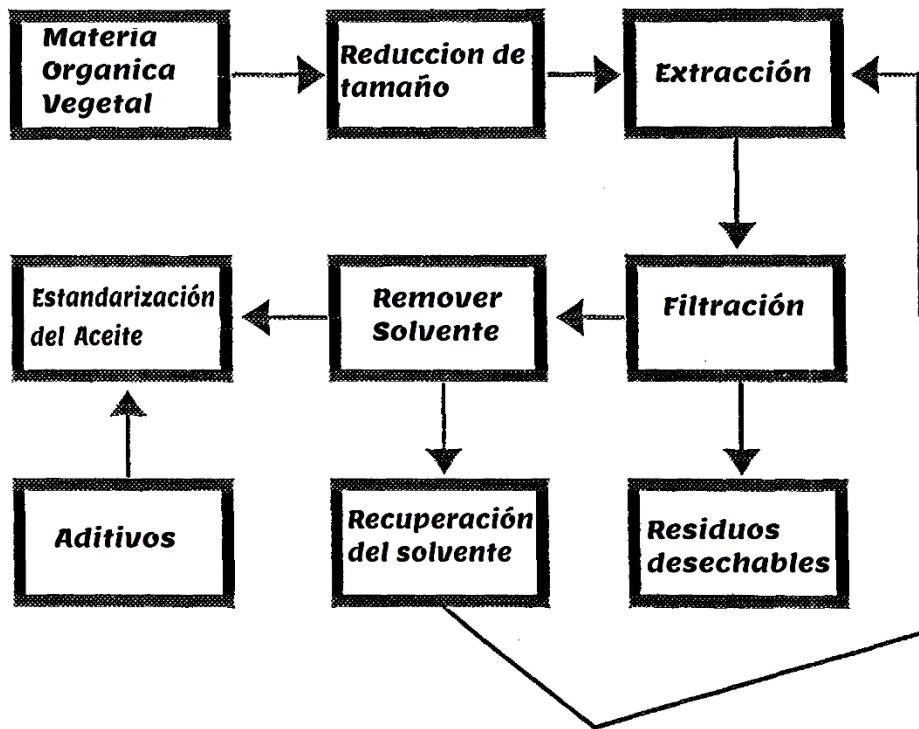 Materia
Organica
Vegetal
Reduccion de
tamaño
Extracción
Estandarización
del Aceite
Remover
Solvente
Filtración
Aditivos
Recuperación
del solvente
Residuos
desechables